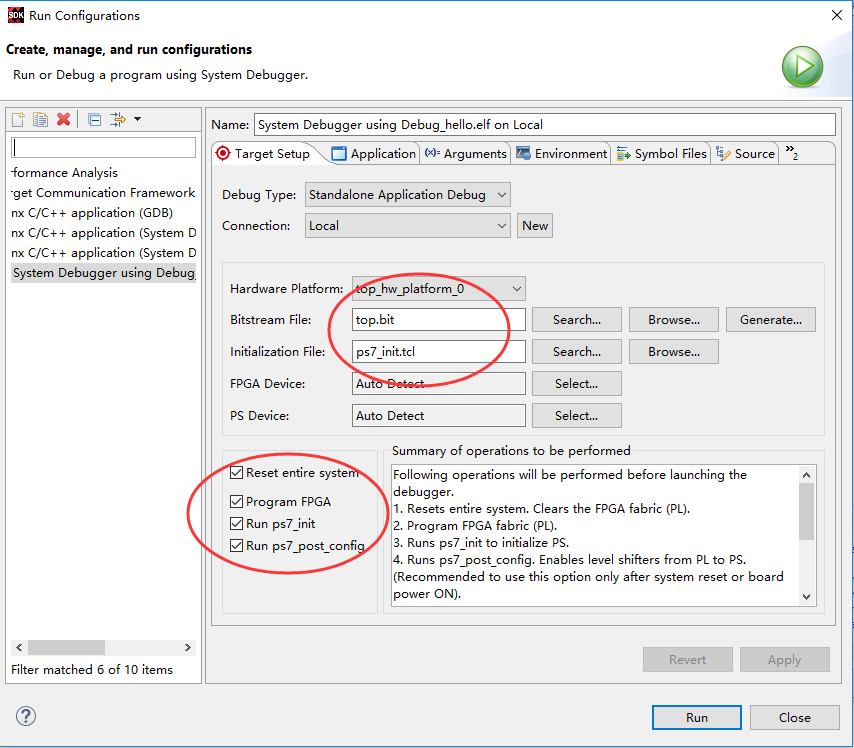 SDK Run Configurations
Create, manage, and run configurations
Run or Debug a program using System Debugger.
formance Analysis
get Communication Framework
nx C/C++ application (GDB)
nx C/C++ application (System D
nx C/C++ application (System D
System Debugger using Debug_
Filter matched 6 of 10 items
Name: System Debugger using Debug_hello.elf on Local
Target Setup Application (x)= Arguments Environment Symbol Files Source »2
Debug Type: Standalone Application Debug
Connection: Local New
Hardware Platform: top_hw_platform_0
Bitstream File: top.bit Search... Browse... Generate...
Initialization File: ps7_init.tcl Search... Browse...
FPGA Device: Auto Detect Select...
PS Device: Auto Detect Select...
Reset entire system
Program FPGA
Run ps7_init
Run ps7_post_config
Summary of operations to be performed
Following operations will be performed before launching the
debugger.
1. Resets entire system. Clears the FPGA fabric (PL).
2. Program FPGA fabric (PL).
3. Runs ps7_init to initialize PS.
4. Runs ps7_post_config. Enables level shifters from PL to PS.
(Recommended to use this option only after system reset or board
power ON).
Revert Apply
? Run Close